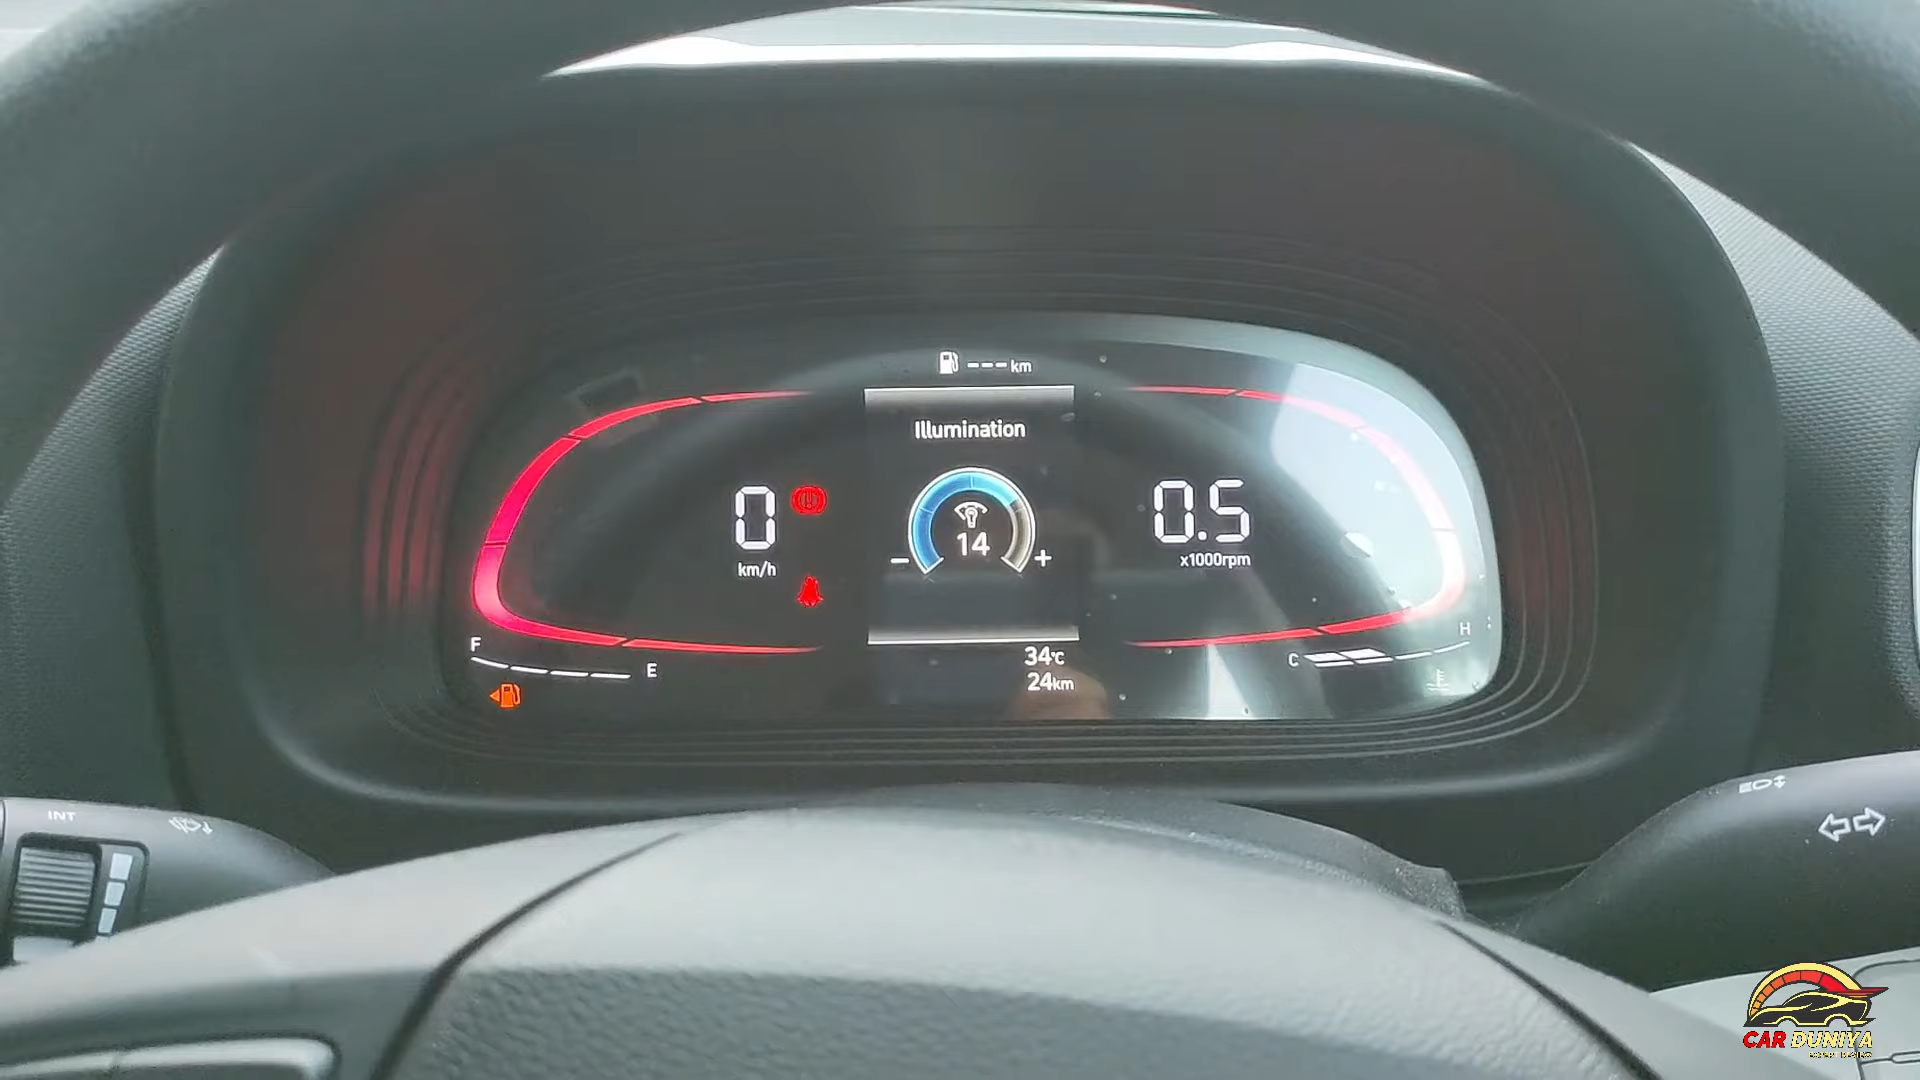 --- km
Illumination
14
- +
0
km/h
0.5
x1000rpm
F
E
34°C
24km
C
H
INT
CAR DUNIYA